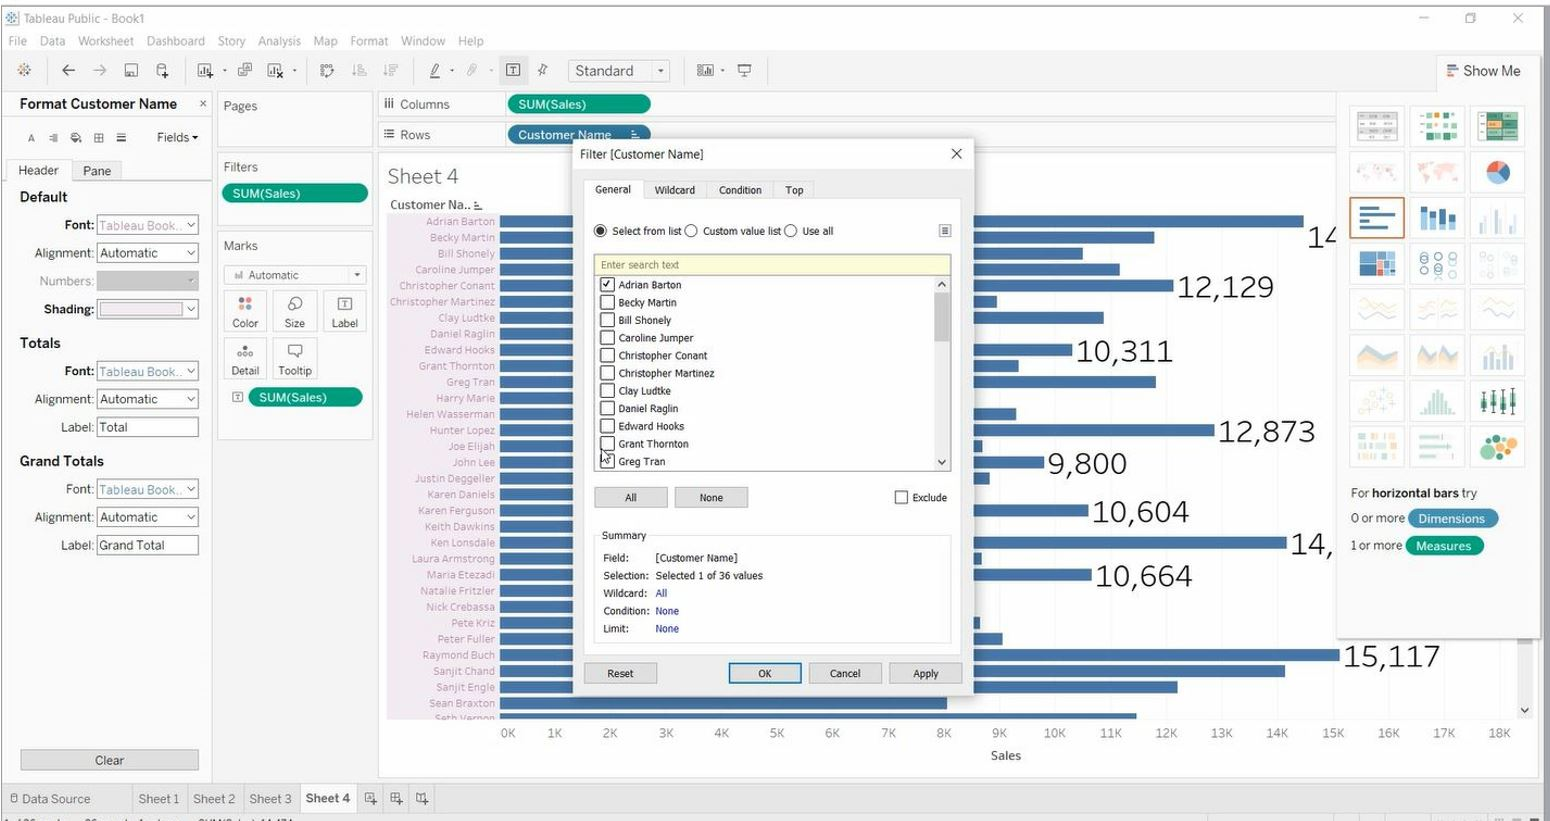 Tableau Public - Book1
File Data Worksheet Dashboard Story Analysis Map Format Window Help
Standard
Show Me
Format Customer Name
Fields
Header Pane
Default
Font: Tableau Book..
Alignment: Automatic
Numbers:
Shading:
Totals
Font: Tableau Book..
Alignment: Automatic
Label: Total
Grand Totals
Font: Tableau Book..
Alignment: Automatic
Label: Grand Total
Clear
Pages
Filters
SUM(Sales)
Marks
Automatic
Color Size Label
Detail Tooltip
SUM(Sales)
Columns SUM(Sales)
Rows Customer Name
Sheet 4
Customer Na..
Adrian Barton
Becky Martin
Bill Shonely
Caroline Jumper
Christopher Conant
Christopher Martinez
Clay Ludtke
Daniel Raglin
Edward Hooks
Grant Thornton
Greg Tran
Harry Marie
Helen Wasserman
Hunter Lopez
Joe Elijah
John Lee
Justin Deggeller
Karen Daniels
Karen Ferguson
Keith Dawkins
Ken Lonsdale
Laura Armstrong
Maria Etezadi
Natalie Fritzler
Nick Crebassa
Pete Kriz
Peter Fuller
Raymond Buch
Sanjit Chand
Sanjit Engle
Sean Braxton
Seth Vernon
14
12,129
10,311
12,873
9,800
10,604
14,
10,664
15,117
0K 1K 2K 3K 4K 5K 6K 7K 8K 9K 10K 11K 12K 13K 14K 15K 16K 17K 18K
Sales
Filter [Customer Name]
General Wildcard Condition Top
Select from list Custom value list Use all
Enter search text
Adrian Barton
Becky Martin
Bill Shonely
Caroline Jumper
Christopher Conant
Christopher Martinez
Clay Ludtke
Daniel Raglin
Edward Hooks
Grant Thornton
Greg Tran
All None Exclude
Summary
Field: [Customer Name]
Selection: Selected 1 of 36 values
Wildcard: All
Condition: None
Limit: None
Reset OK Cancel Apply
For horizontal bars try
0 or more Dimensions
1 or more Measures
Data Source Sheet 1 Sheet 2 Sheet 3 Sheet 4